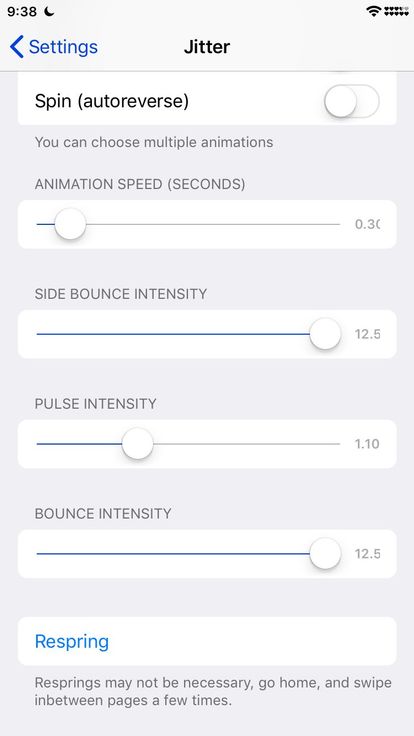 9:38
Settings
Jitter
Spin (autoreverse)
You can choose multiple animations
ANIMATION SPEED (SECONDS)
0.30
SIDE BOUNCE INTENSITY
12.5
PULSE INTENSITY
1.10
BOUNCE INTENSITY
12.5
Respring
Resprings may not be necessary, go home, and swipe
inbetween pages a few times.